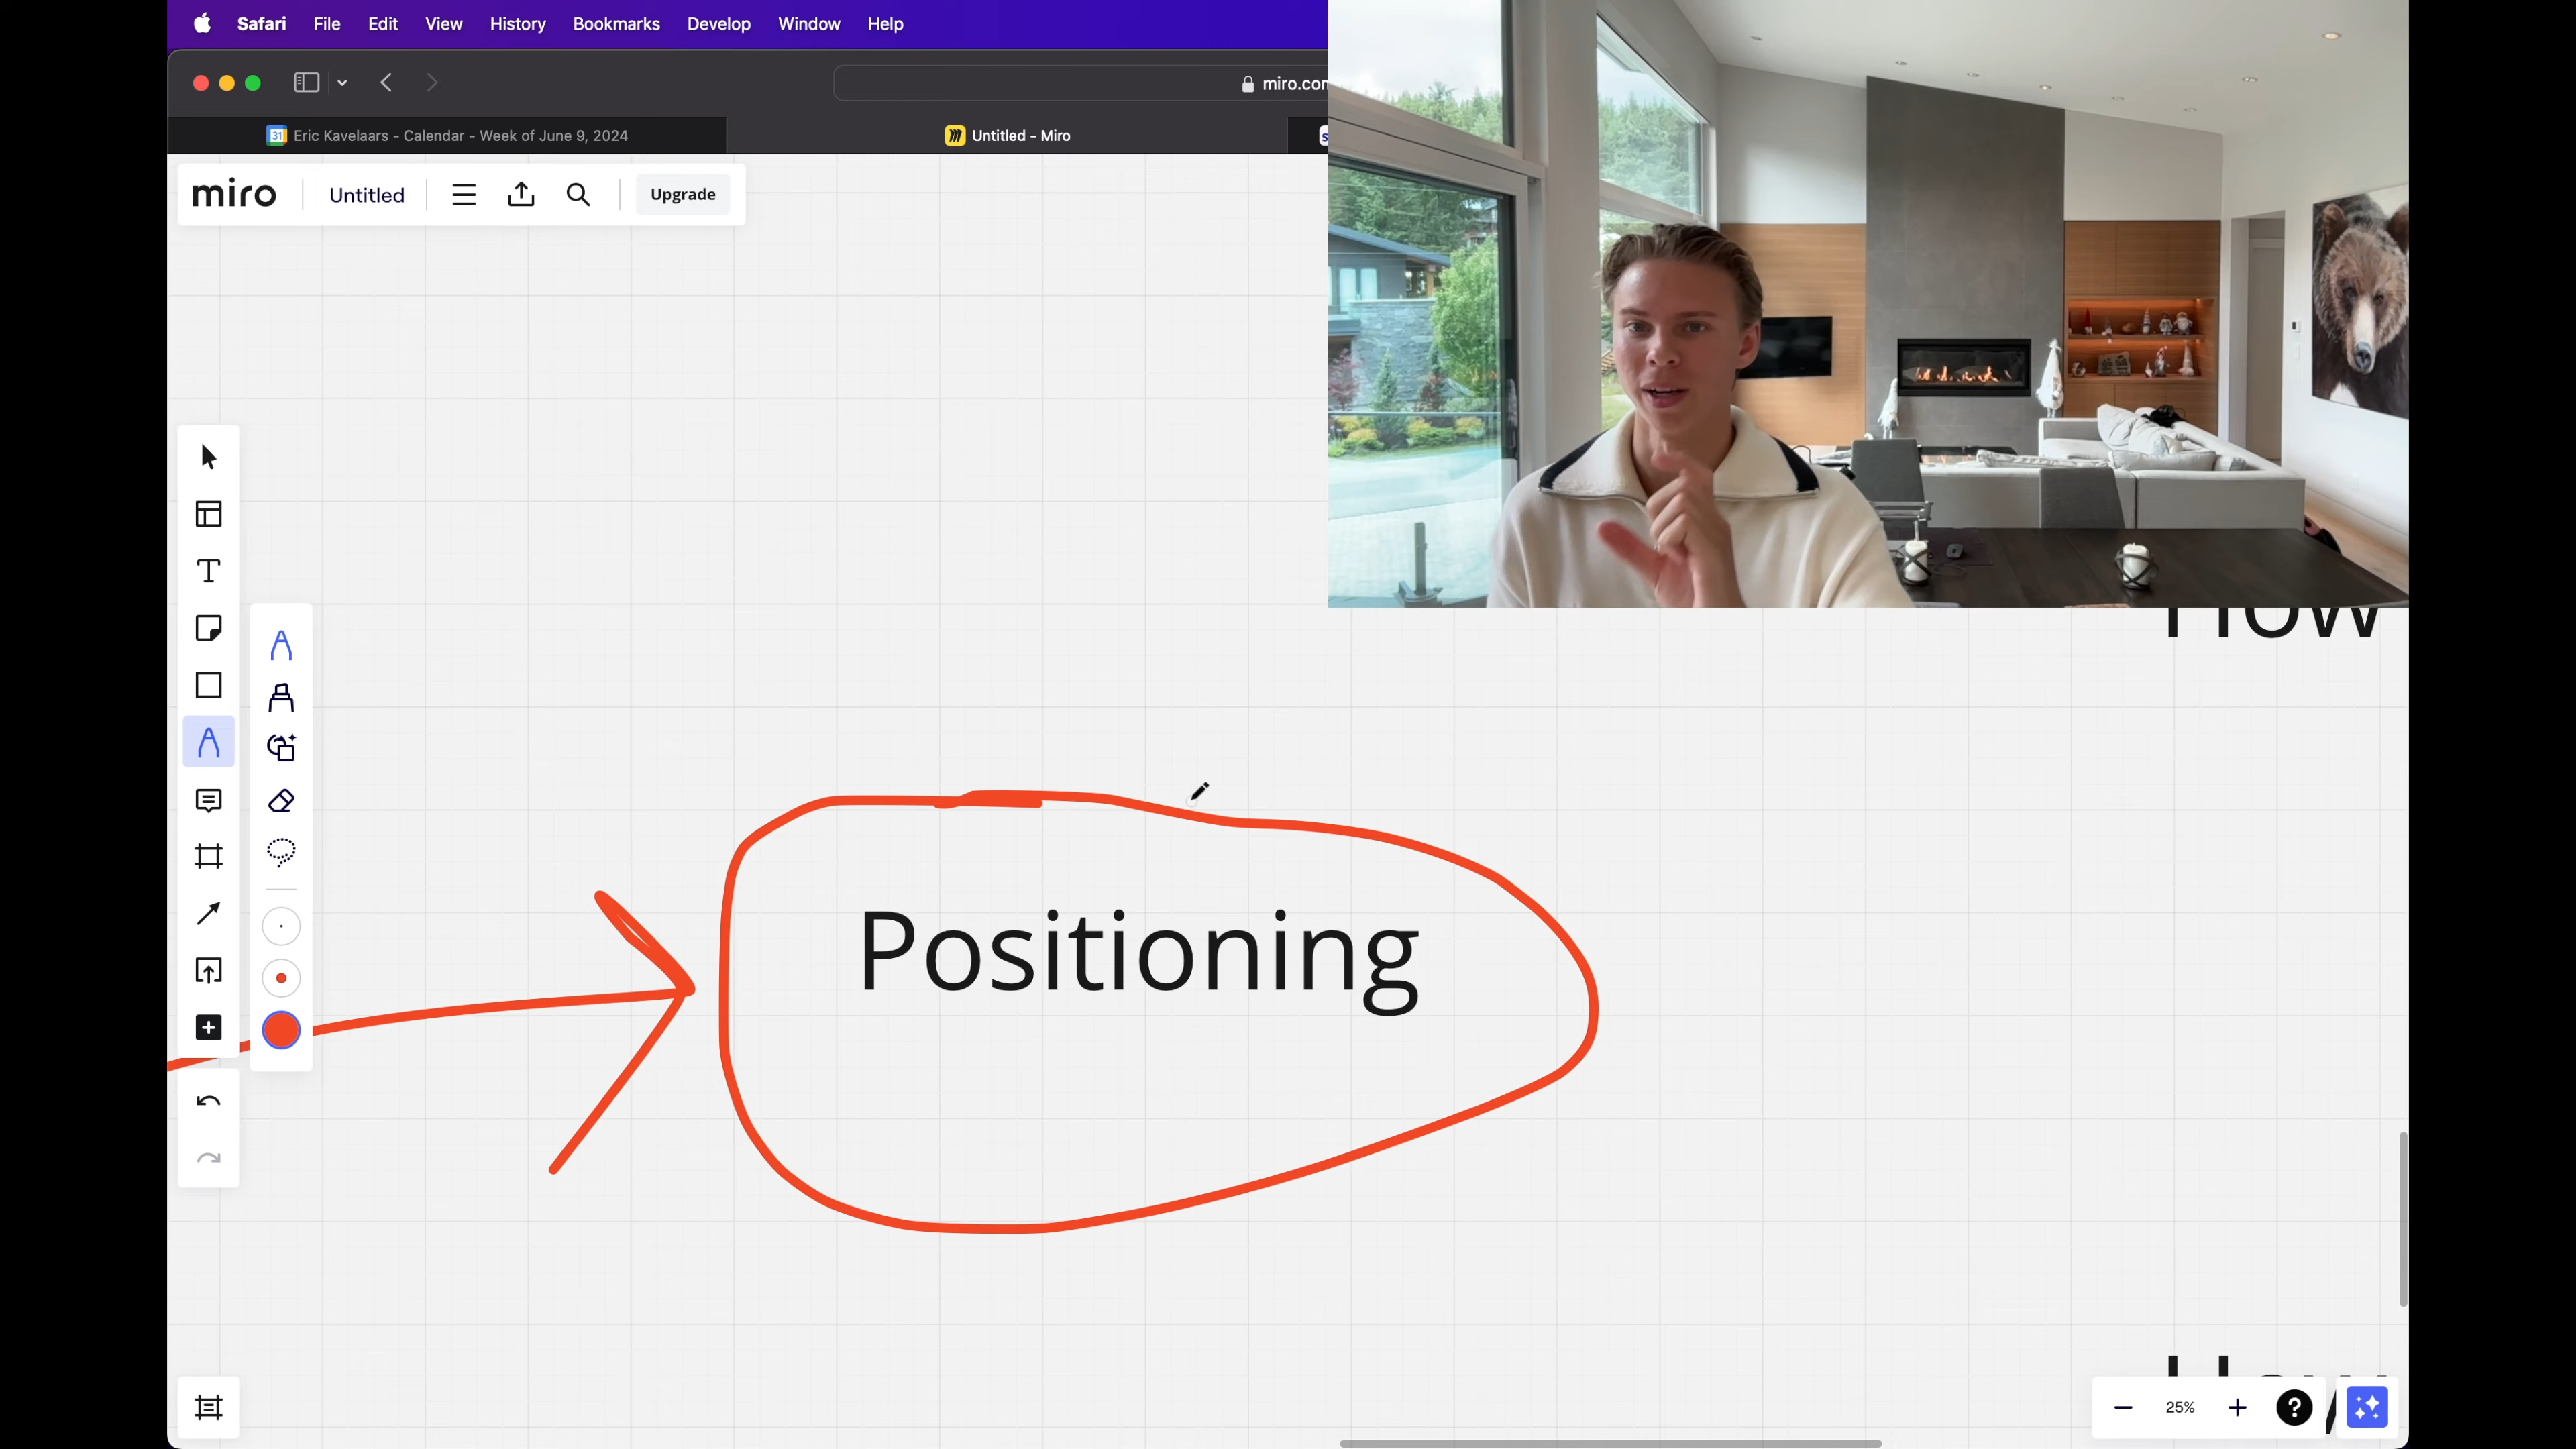 Safari File Edit View History Bookmarks Develop Window Help
miro.com
Eric Kavelaars - Calendar - Week of June 9, 2024
Untitled - Miro
miro Untitled Upgrade
How
Positioning
25%